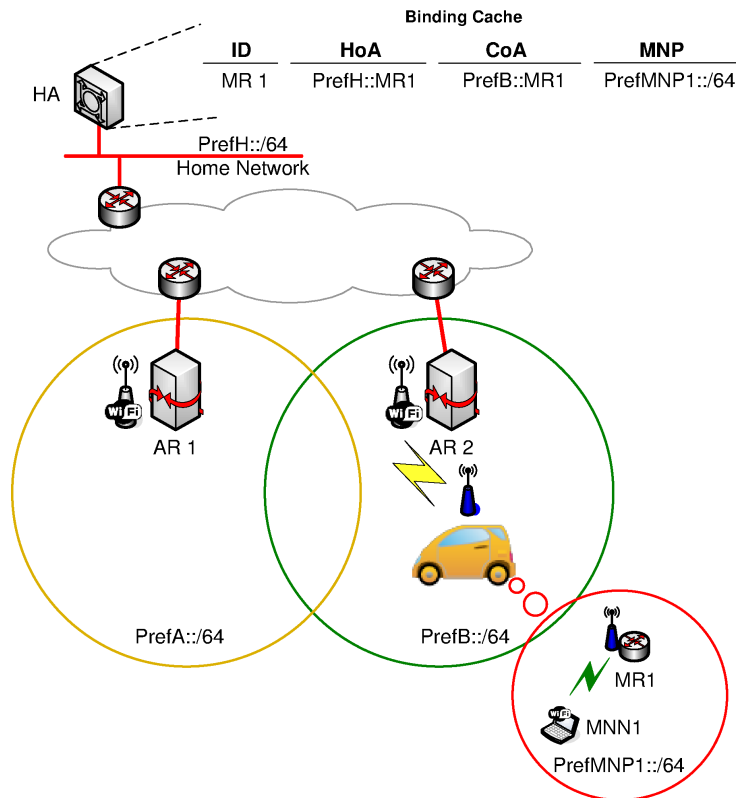 Binding Cache
ID HoA CoA MNP
MR 1 PrefH::MR1 PrefB::MR1 PrefMNP1::/64
HA
PrefH::/64
Home Network
Wi Fi
Wi Fi
AR 1
AR 2
PrefA::/64
PrefB::/64
MR1
Wi Fi
MNN1
PrefMNP1::/64